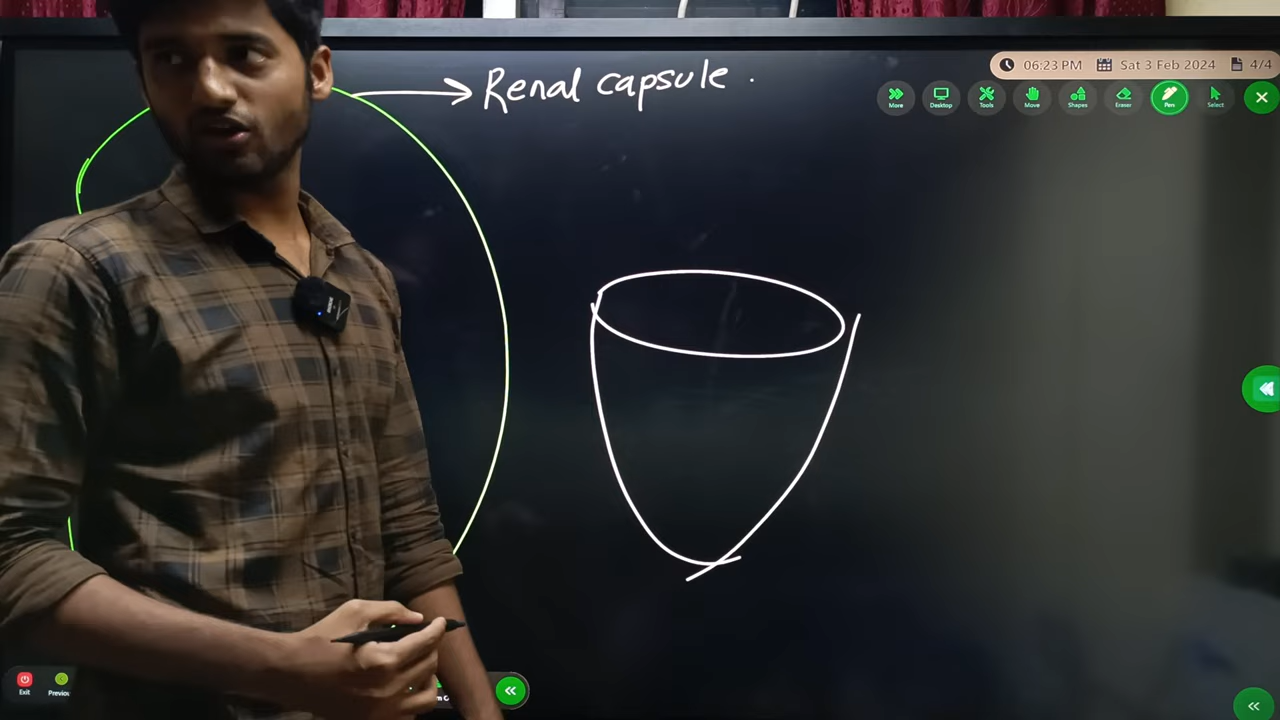 Renal capsule .
06:23 PM Sat 3 Feb 2024 4/4
More Desktop Tools Move Shapes Eraser Pen Select
Exit